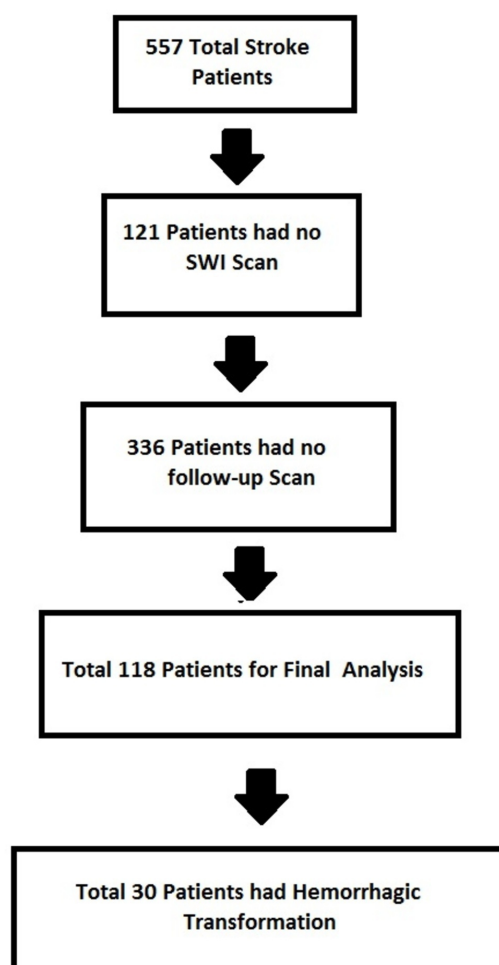 557 Total Stroke
Patients
121 Patients had no
SWI Scan
336 Patients had no
follow-up Scan
Total 118 Patients for Final Analysis
Total 30 Patients had Hemorrhagic
Transformation